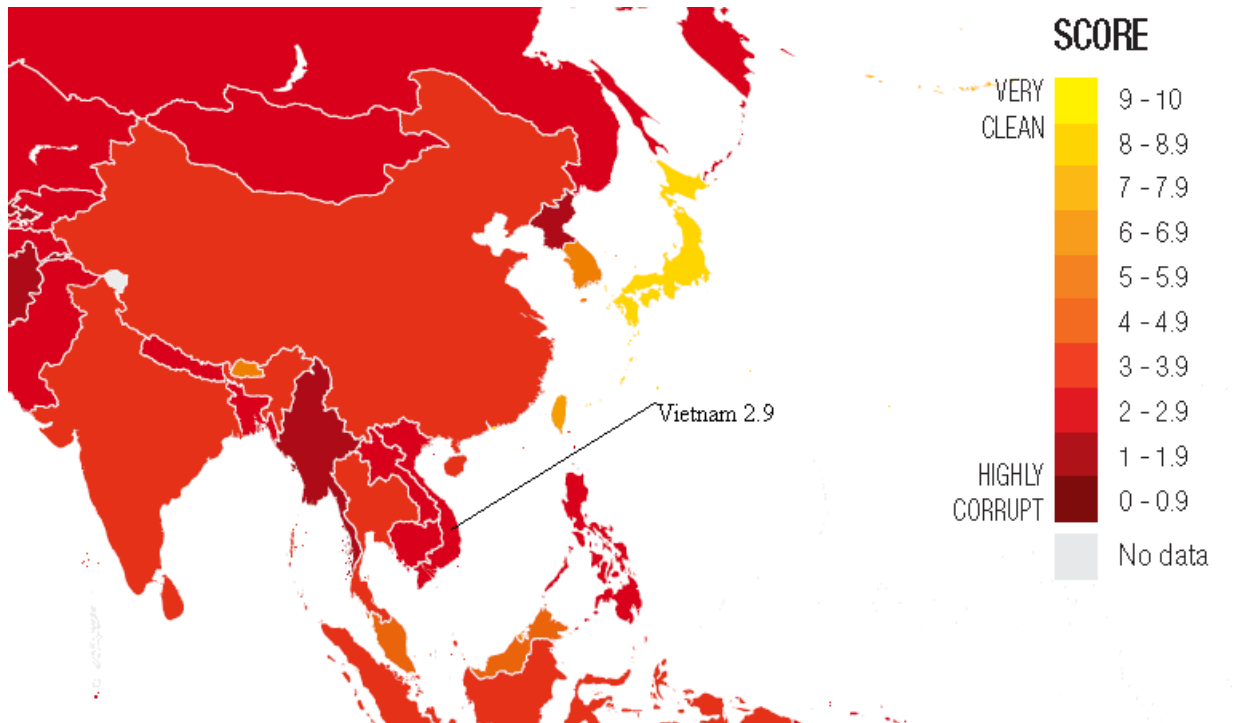 SCORE
VERY
CLEAN
9 - 10
8 - 8.9
7 - 7.9
6 - 6.9
5 - 5.9
4 - 4.9
3 - 3.9
2 - 2.9
1 - 1.9
0 - 0.9
HIGHLY
CORRUPT
No data
Vietnam 2.9